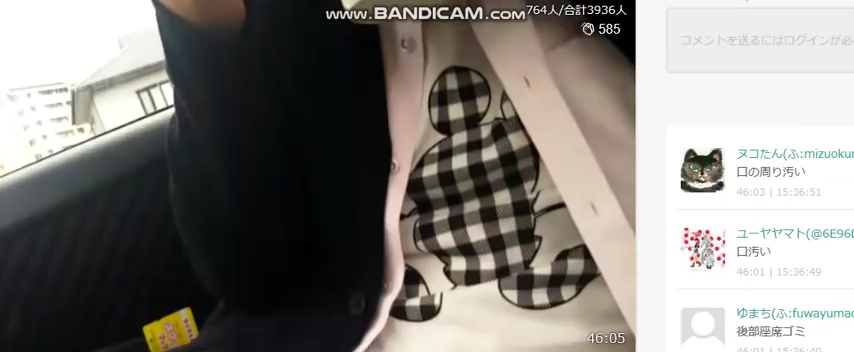 www.BANDICAM.com
764人/合計3936人
585
コメントを送るにはログインが必
ヌコたん(ふ:mizuokur
口の周り汚い
46:03 | 15:36:51
ユーヤヤマト(@6E96D
口汚い
46:01 | 15:36:49
ゆまち(ふ:fuwayumac
後部座席ゴミ
46:01 | 15:36:49
46:05